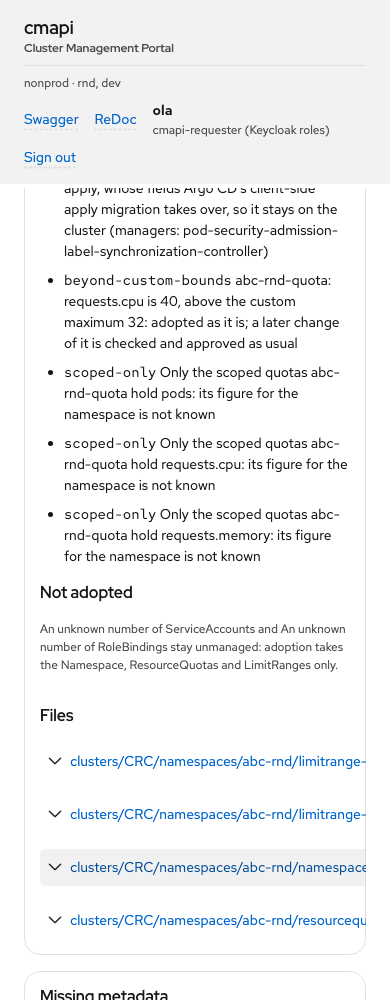 cmapi
Cluster Management Portal
nonprod · rnd, dev
Swagger ReDoc ola
cmapi-requester (Keycloak roles)
Sign out
apply, whose fields Argo CD's client-side
apply migration takes over, so it stays on the
cluster (managers: pod-security-admission-
label-synchronization-controller)
beyond-custom-bounds abc-rnd-quota:
requests.cpu is 40, above the custom
maximum 32: adopted as it is; a later change
of it is checked and approved as usual
scoped-only Only the scoped quotas abc-
rnd-quota hold pods: its figure for the
namespace is not known
scoped-only Only the scoped quotas abc-
rnd-quota hold requests.cpu: its figure for the
namespace is not known
scoped-only Only the scoped quotas abc-
rnd-quota hold requests.memory: its figure
for the namespace is not known
Not adopted
An unknown number of ServiceAccounts and An unknown
number of RoleBindings stay unmanaged: adoption takes
the Namespace, ResourceQuotas and LimitRanges only.
Files
clusters/CRC/namespaces/abc-rnd/limitrange-
clusters/CRC/namespaces/abc-rnd/limitrange-
clusters/CRC/namespaces/abc-rnd/namespace
clusters/CRC/namespaces/abc-rnd/resourcequ
Missing metadata